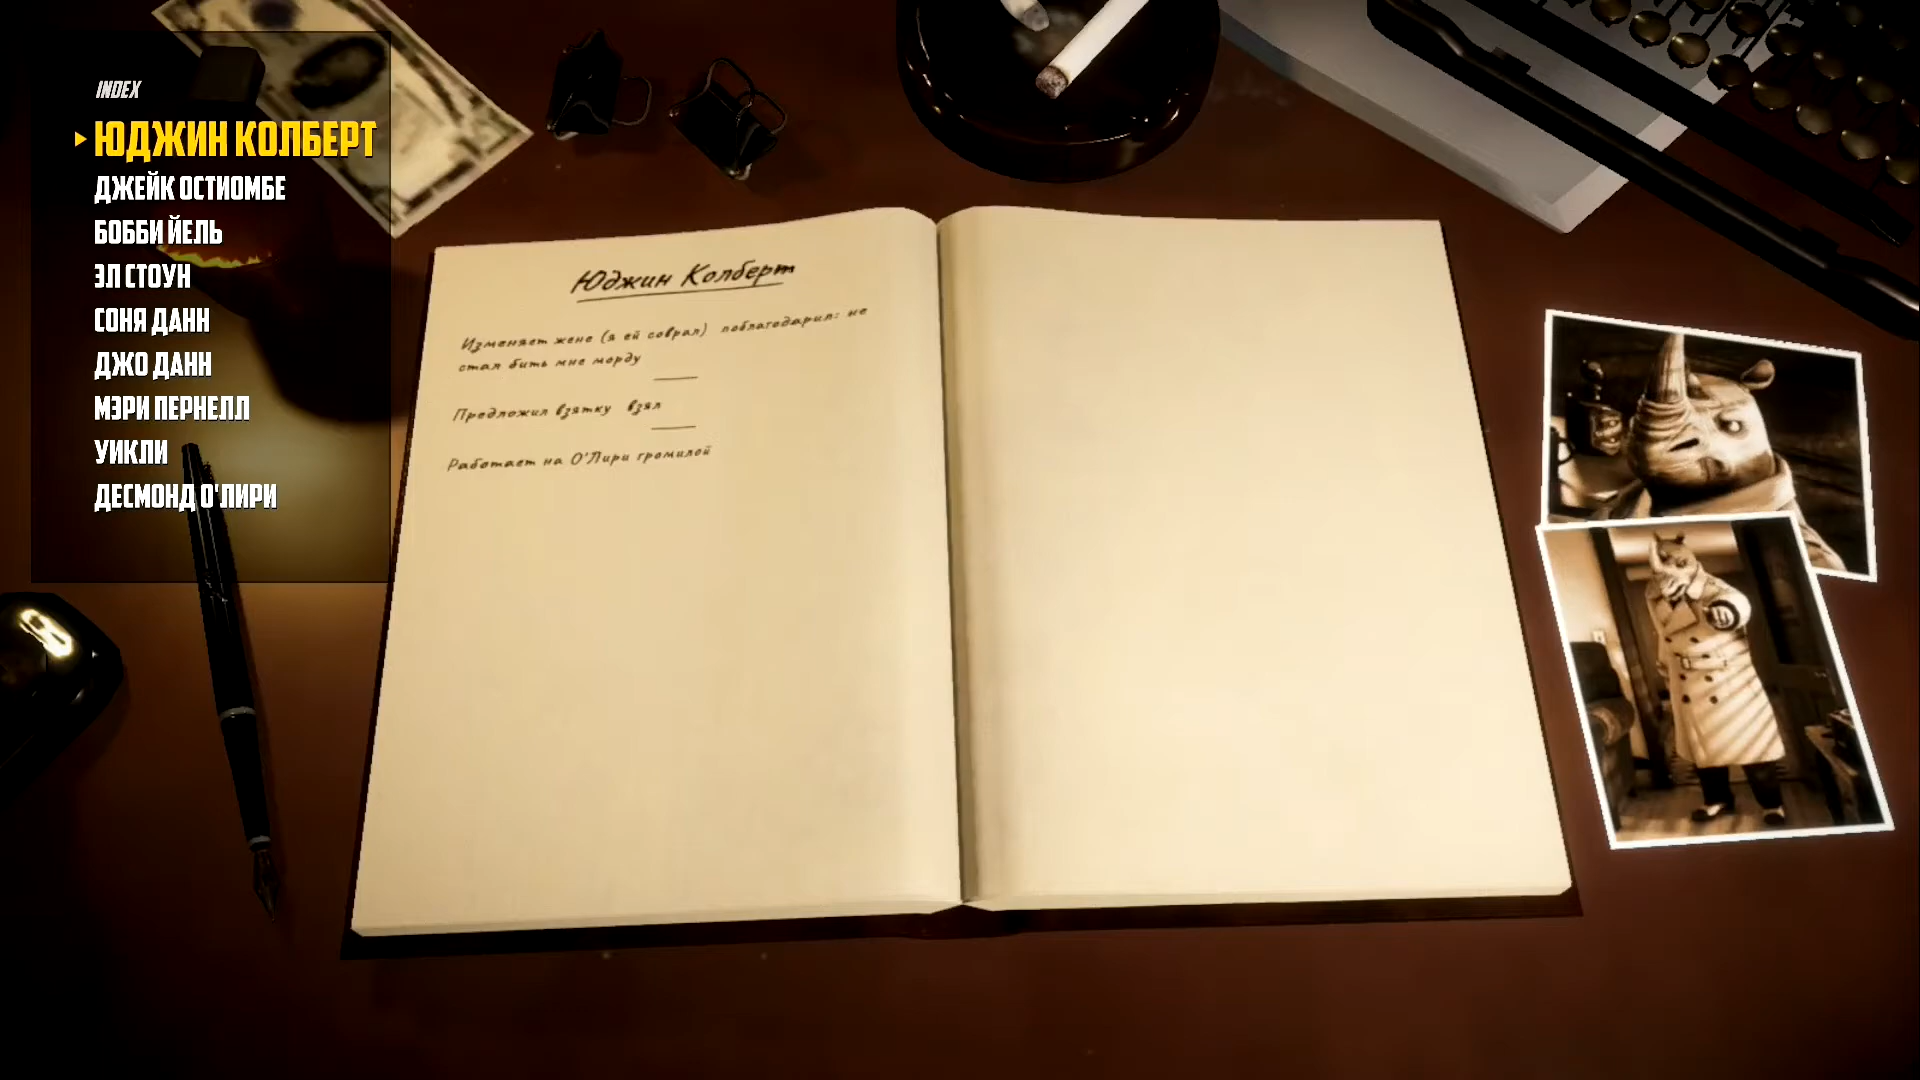 INDEX
ЮДЖИН КОЛБЕРТ
ДЖЕЙК ОСТИОМБЕ
БОББИ ЙЕЛЬ
ЭЛ СТОУН
СОНЯ ДАНН
ДЖО ДАНН
МЭРИ ПЕРНЕЛЛ
УИКЛИ
ДЕСМОНД О'ЛИРИ
Юджин Колберт
Изменяет жене (я ей соврал) поблагодарил: не
стал бить мне морду
Предложил взятку взял
Работает на О'Лири громилой